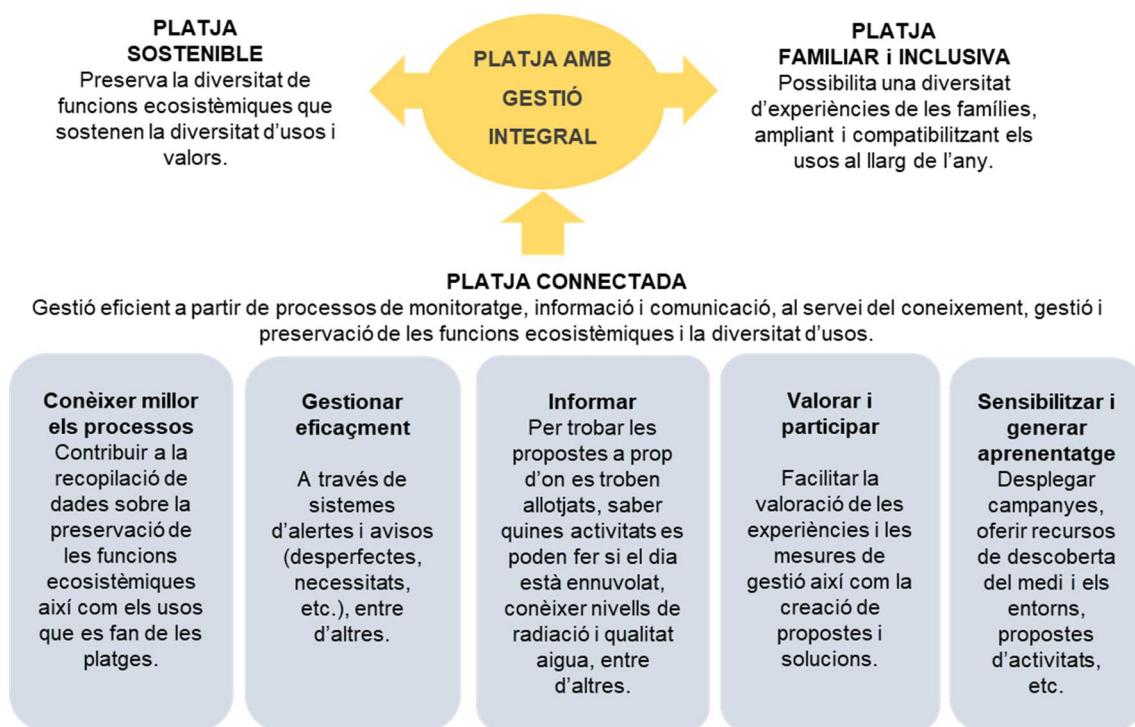 PLATJA
SOSTENIBLE
Preserva la diversitat de
funcions ecosistèmiques que
sostenen la diversitat d'usos i
valors.
PLATJA AMB
GESTIÓ
INTEGRAL
PLATJA
FAMILIAR i INCLUSIVA
Possibilita una diversitat
d'experiències de les famílies,
ampliant i compatibilitzant els
usos al llarg de l'any.
PLATJA CONNECTADA
Gestió eficient a partir de processos de monitoratge, informació i comunicació, al servei del coneixement, gestió i
preservació de les funcions ecosistèmiques i la diversitat d'usos.
Conèixer millor
els processos
Contribuir a la
recopilació de
dades sobre la
preservació de
les funcions
ecosistèmiques
així com els usos
que es fan de les
platges.
Gestionar
eficaçment
A través de
sistemes
d'alertes i avisos
(desperfectes,
necessitats,
etc.), entre
d'altres.
Informar
Per trobar les
propostes a prop
d'on es troben
allotjats, saber
quines activitats es
poden fer si el dia
està ennuvolat,
conèixer nivells de
radiació i qualitat
aigua, entre
d'altres.
Valorar i
participar
Facilitar la
valoració de les
experiències i les
mesures de
gestió així com la
creació de
propostes i
solucions.
Sensibilitzar i
generar
aprenentatge
Desplegar
campanyes,
oferir recursos
de descoberta
del medi i els
entorns,
propostes
d'activitats,
etc.